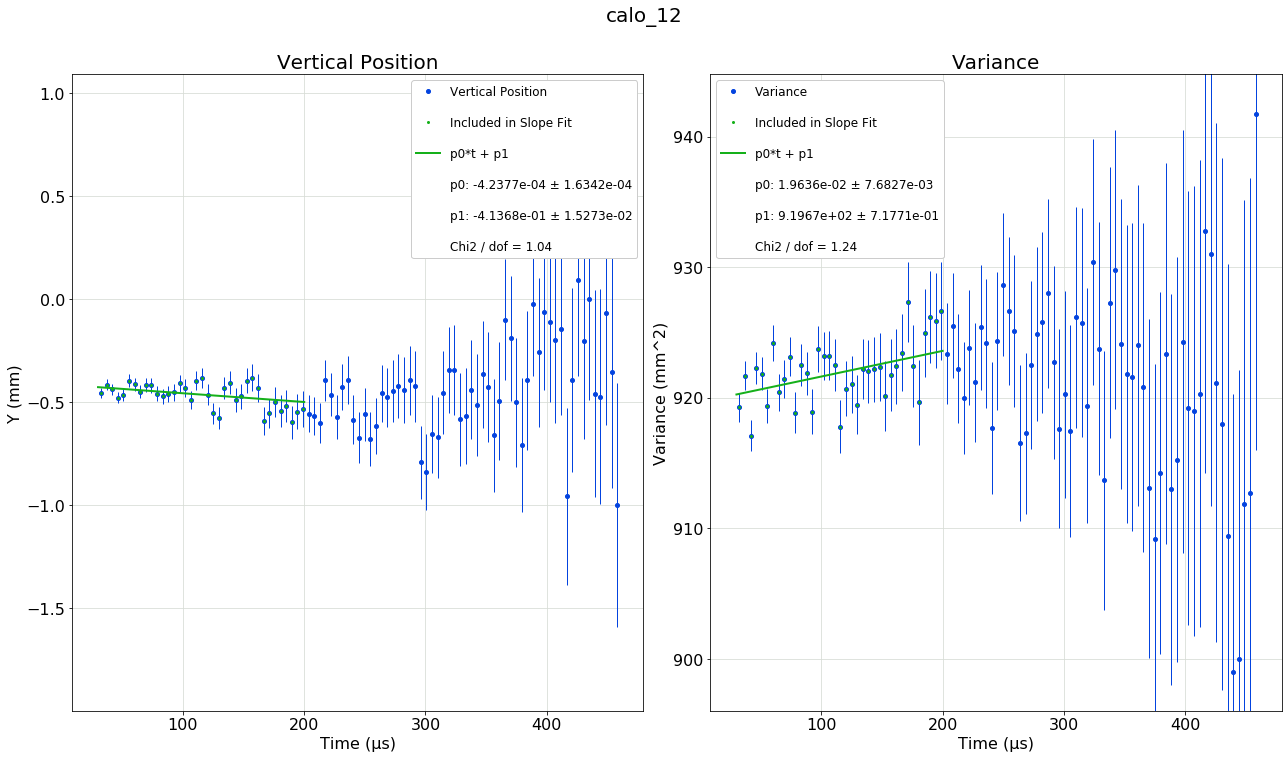 calo_12
Vertical Position
Variance
1.0
0.5
0.0
−0.5
−1.0
−1.5
Y (mm)
100
200
300
400
Time (μs)
Vertical Position
Included in Slope Fit
p0*t + p1
p0: -4.2377e-04 ± 1.6342e-04
p1: -4.1368e-01 ± 1.5273e-02
Chi2 / dof = 1.04
940
930
920
910
900
Variance (mm^2)
100
200
300
400
Time (μs)
Variance
Included in Slope Fit
p0*t + p1
p0: 1.9636e-02 ± 7.6827e-03
p1: 9.1967e+02 ± 7.1771e-01
Chi2 / dof = 1.24